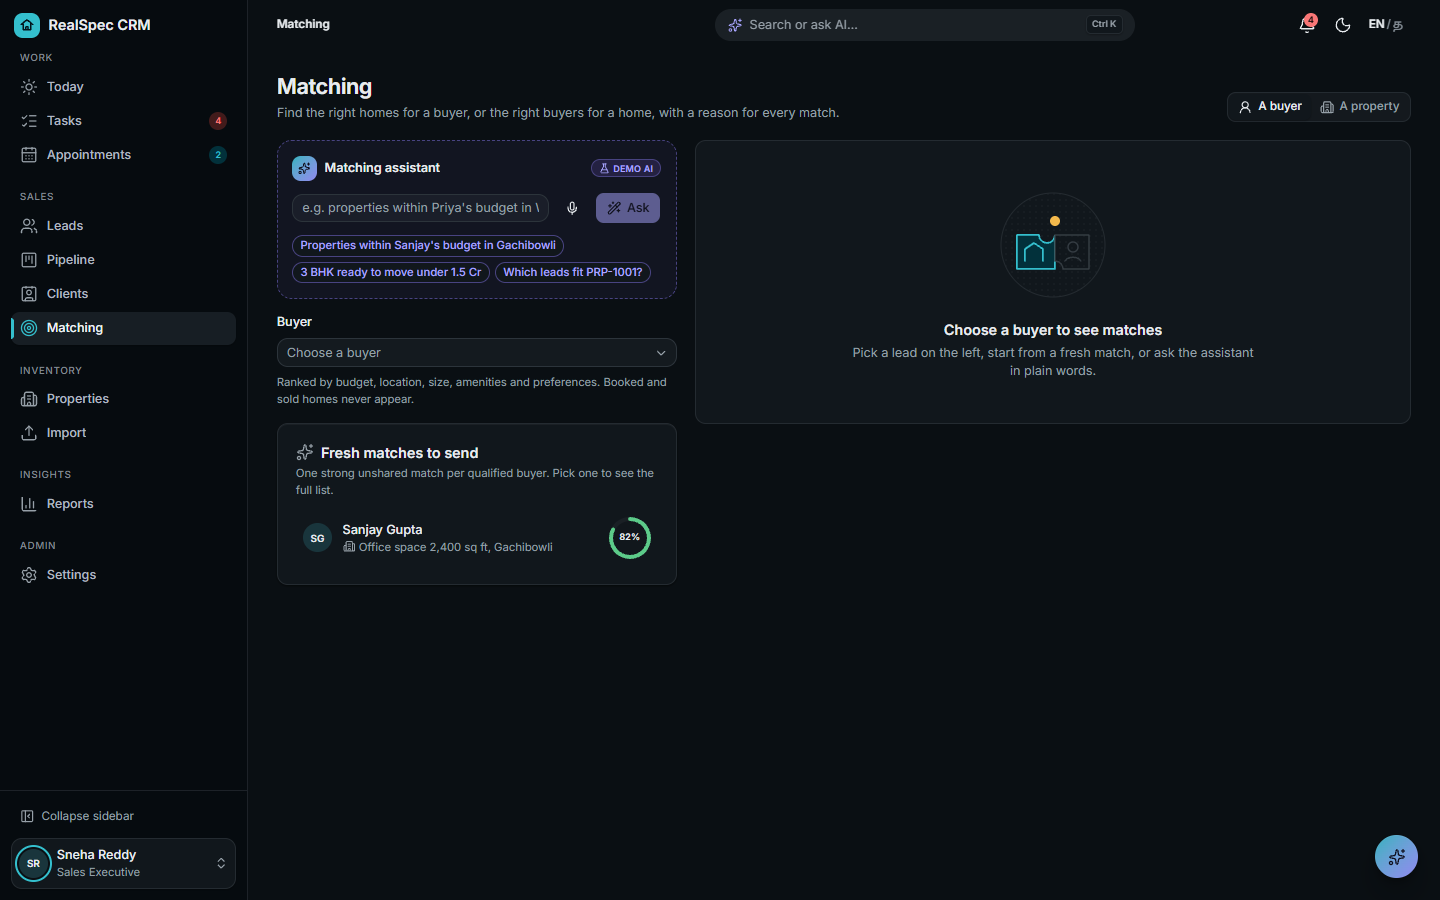 RealSpec CRM
WORK
Today
Tasks
4
Appointments
2
SALES
Leads
Pipeline
Clients
Matching
INVENTORY
Properties
Import
INSIGHTS
Reports
ADMIN
Settings
Collapse sidebar
SR
Sneha Reddy
Sales Executive
Matching
Search or ask AI...
Ctrl K
4
EN / த
Matching
Find the right homes for a buyer, or the right buyers for a home, with a reason for every match.
A buyer
A property
Matching assistant
DEMO AI
e.g. properties within Priya's budget in
Ask
Properties within Sanjay's budget in Gachibowli
3 BHK ready to move under 1.5 Cr
Which leads fit PRP-1001?
Buyer
Choose a buyer
Ranked by budget, location, size, amenities and preferences. Booked and
sold homes never appear.
Fresh matches to send
One strong unshared match per qualified buyer. Pick one to see the
full list.
SG
Sanjay Gupta
Office space 2,400 sq ft, Gachibowli
82%
Choose a buyer to see matches
Pick a lead on the left, start from a fresh match, or ask the assistant
in plain words.